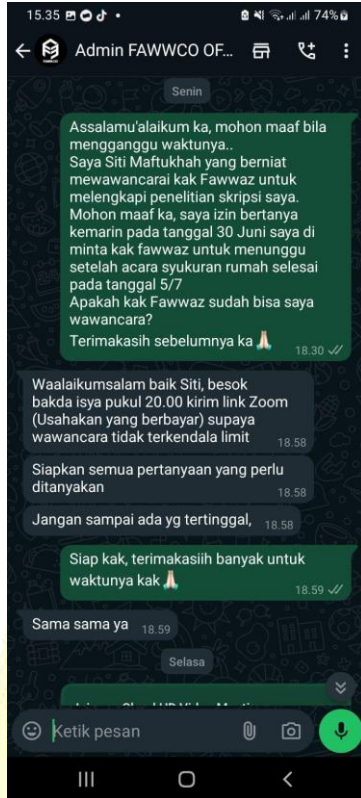 15.35
74%
Admin FAWWCO OF...
Senin
Assalamu'alaikum ka, mohon maaf bila
mengganggu waktunya..
Saya Siti Maftukhah yang berniat
mewawancarai kak Fawwaz untuk
melengkapi penelitian skripsi saya.
Mohon maaf ka, saya izin bertanya
kemarin pada tanggal 30 Juni saya di
minta kak fawwaz untuk menunggu
setelah acara syukuran rumah selesai
pada tanggal 5/7
Apakah kak Fawwaz sudah bisa saya
wawancara?
Terimakasih sebelumnya ka🙏🏻
18.30
Waalaikumsalam baik Siti, besok
bakda isya pukul 20.00 kirim link Zoom
(Usahakan yang berbayar) supaya
wawancara tidak terkendala limit
18.58
Siapkan semua pertanyaan yang perlu
ditanyakan
18.58
Jangan sampai ada yg tertinggal,
18.58
Siap kak, terimakasiih banyak untuk
waktunya kak🙏🏻
18.59
Sama sama ya
18.59
Selasa
Ketik pesan